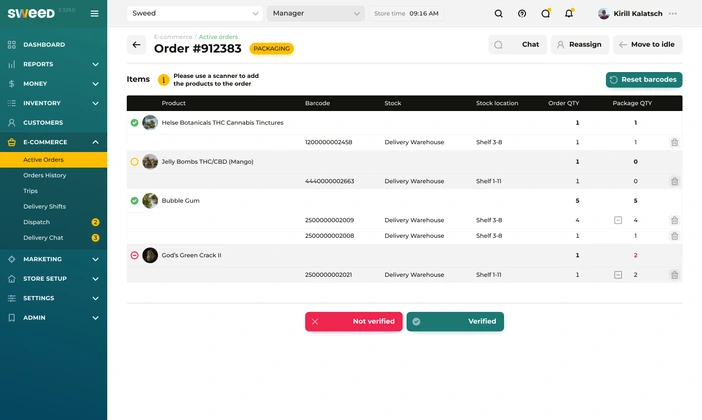 sweed
Sweed
Manager
Store time 09:16 AM
Kirill Kalatsch
DASHBOARD
REPORTS
MONEY
INVENTORY
CUSTOMERS
E-COMMERCE
Active Orders
Orders History
Trips
Delivery Shifts
Dispatch 2
Delivery Chat 3
MARKETING
STORE SETUP
SETTINGS
ADMIN
E-commerce / Active orders
Order #912383 PACKAGING
Chat
Reassign
Move to idle
Items
Please use a scanner to add
the products to the order
Reset barcodes
Product Barcode Stock Stock location Order QTY Package QTY
Helse Botanicals THC Cannabis Tinctures 1 1
1200000002458 Delivery Warehouse Shelf 3-8 1 1
Jelly Bombs THC/CBD (Mango) 1 0
4440000002663 Delivery Warehouse Shelf 1-11 1 0
Bubble Gum 5 5
2500000002009 Delivery Warehouse Shelf 3-8 4 4
2500000002008 Delivery Warehouse Shelf 3-8 1 1
God's Green Crack II 1 2
2500000002021 Delivery Warehouse Shelf 1-11 1 2
Not verified
Verified